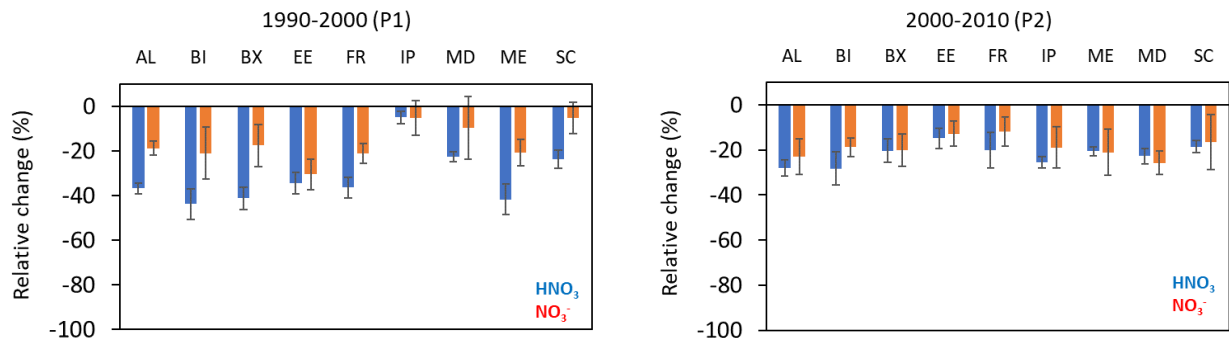 1990-2000 (P1)
AL BI BX EE FR IP MD ME SC
Relative change (%)
0
-20
-40
-60
-80
-100
HNO₃
NO₃⁻
2000-2010 (P2)
AL BI BX EE FR IP ME MD SC
Relative change (%)
0
-20
-40
-60
-80
-100
HNO₃
NO₃⁻